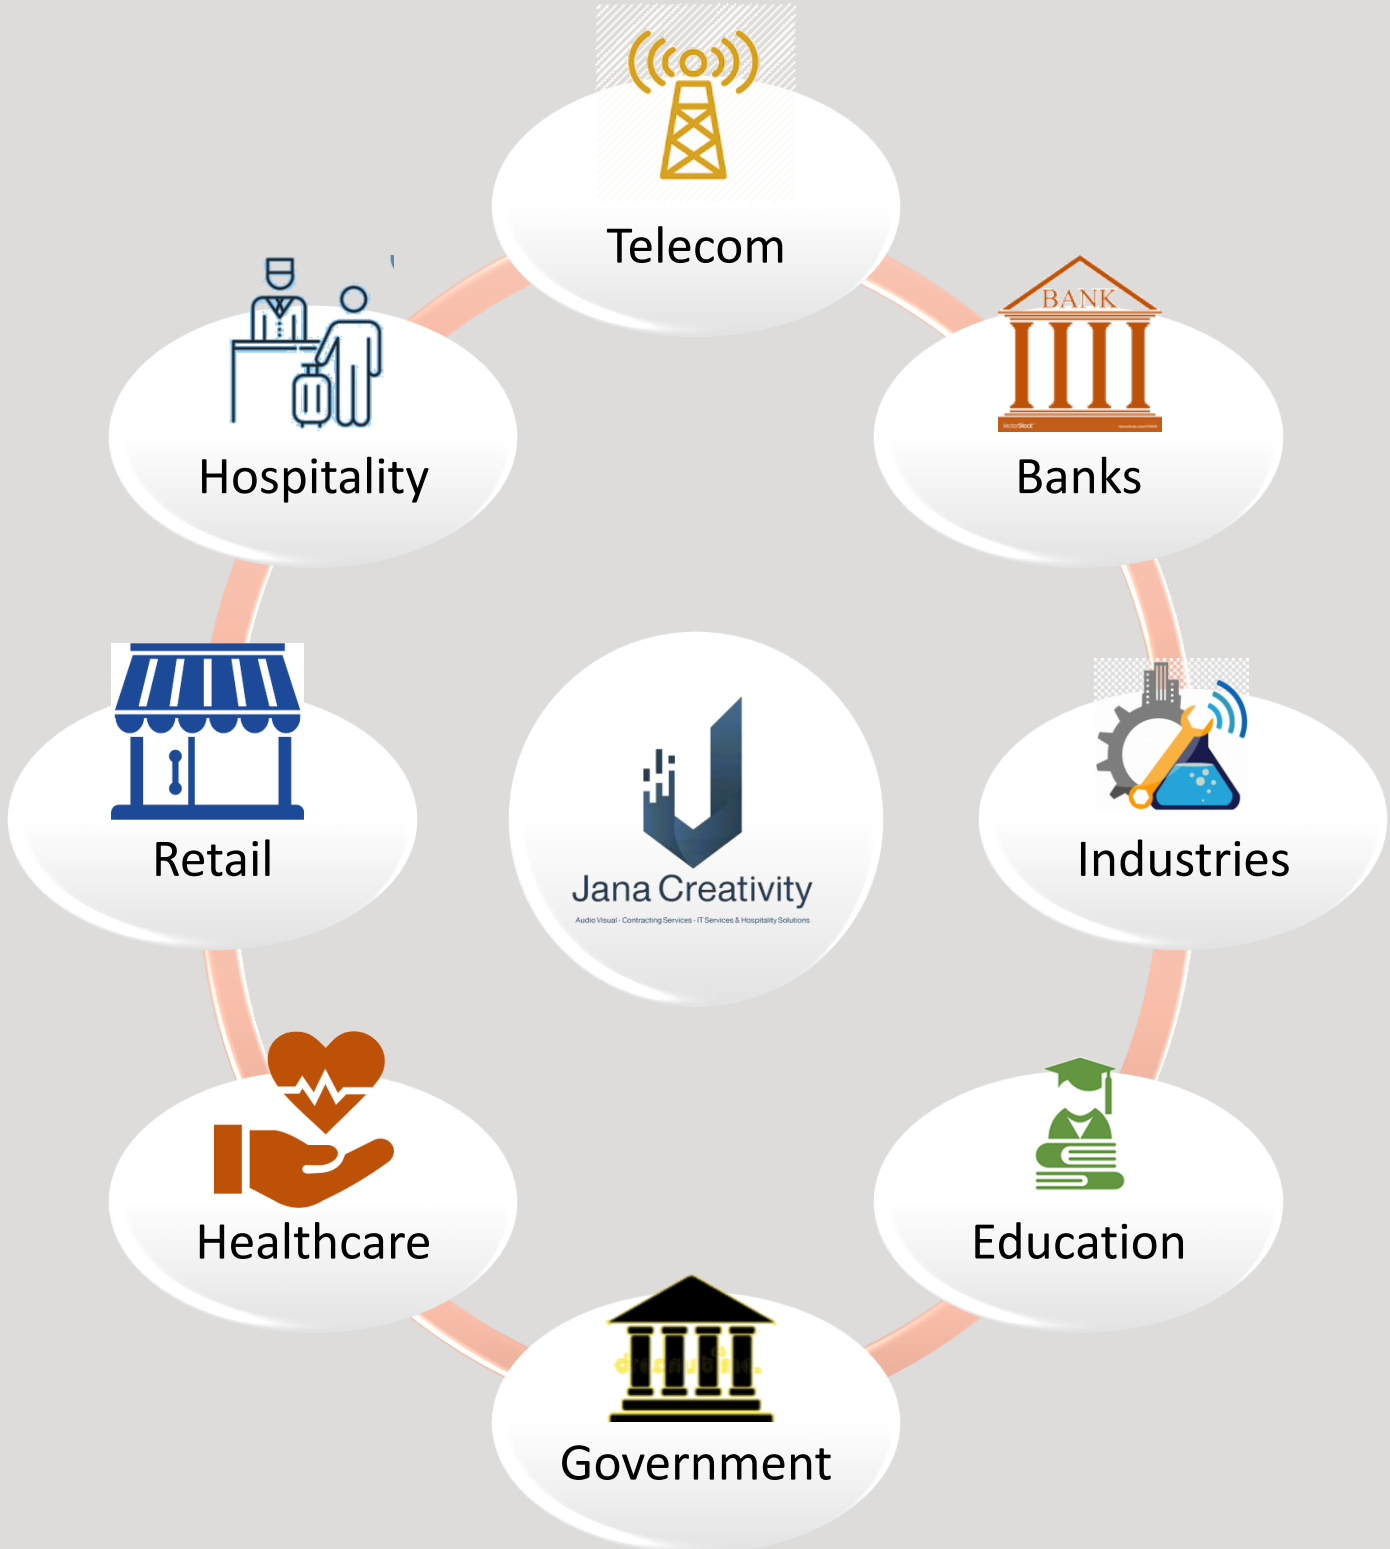 Telecom
BANK
Banks
Hospitality
VectorStock
Industries
Retail
Jana Creativity
Audio Visual - Contracting Services - IT Services & Hospitality Solutions
Education
Healthcare
Government